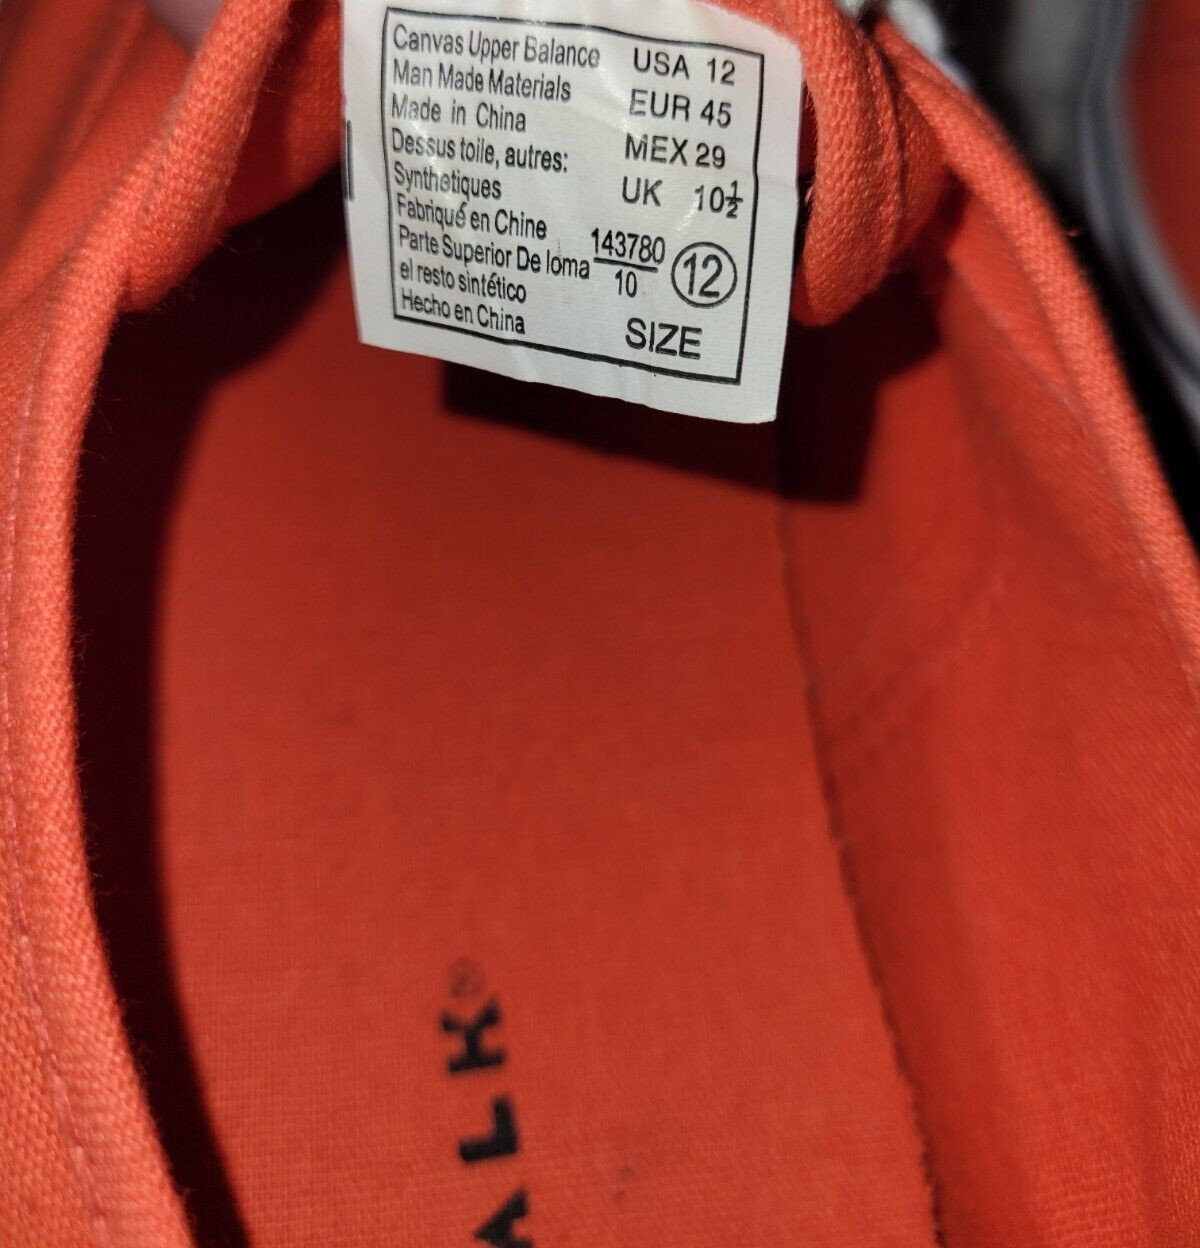 Canvas Upper Balance
Man Made Materials
Made in China
Dessus toile, autres:
Synthetiques
Fabriqué en Chine
Parte Superior De loma
el resto sintético
Hecho en China
USA 12
EUR 45
MEX 29
UK 10½
143780
10
12
SIZE
ALK®